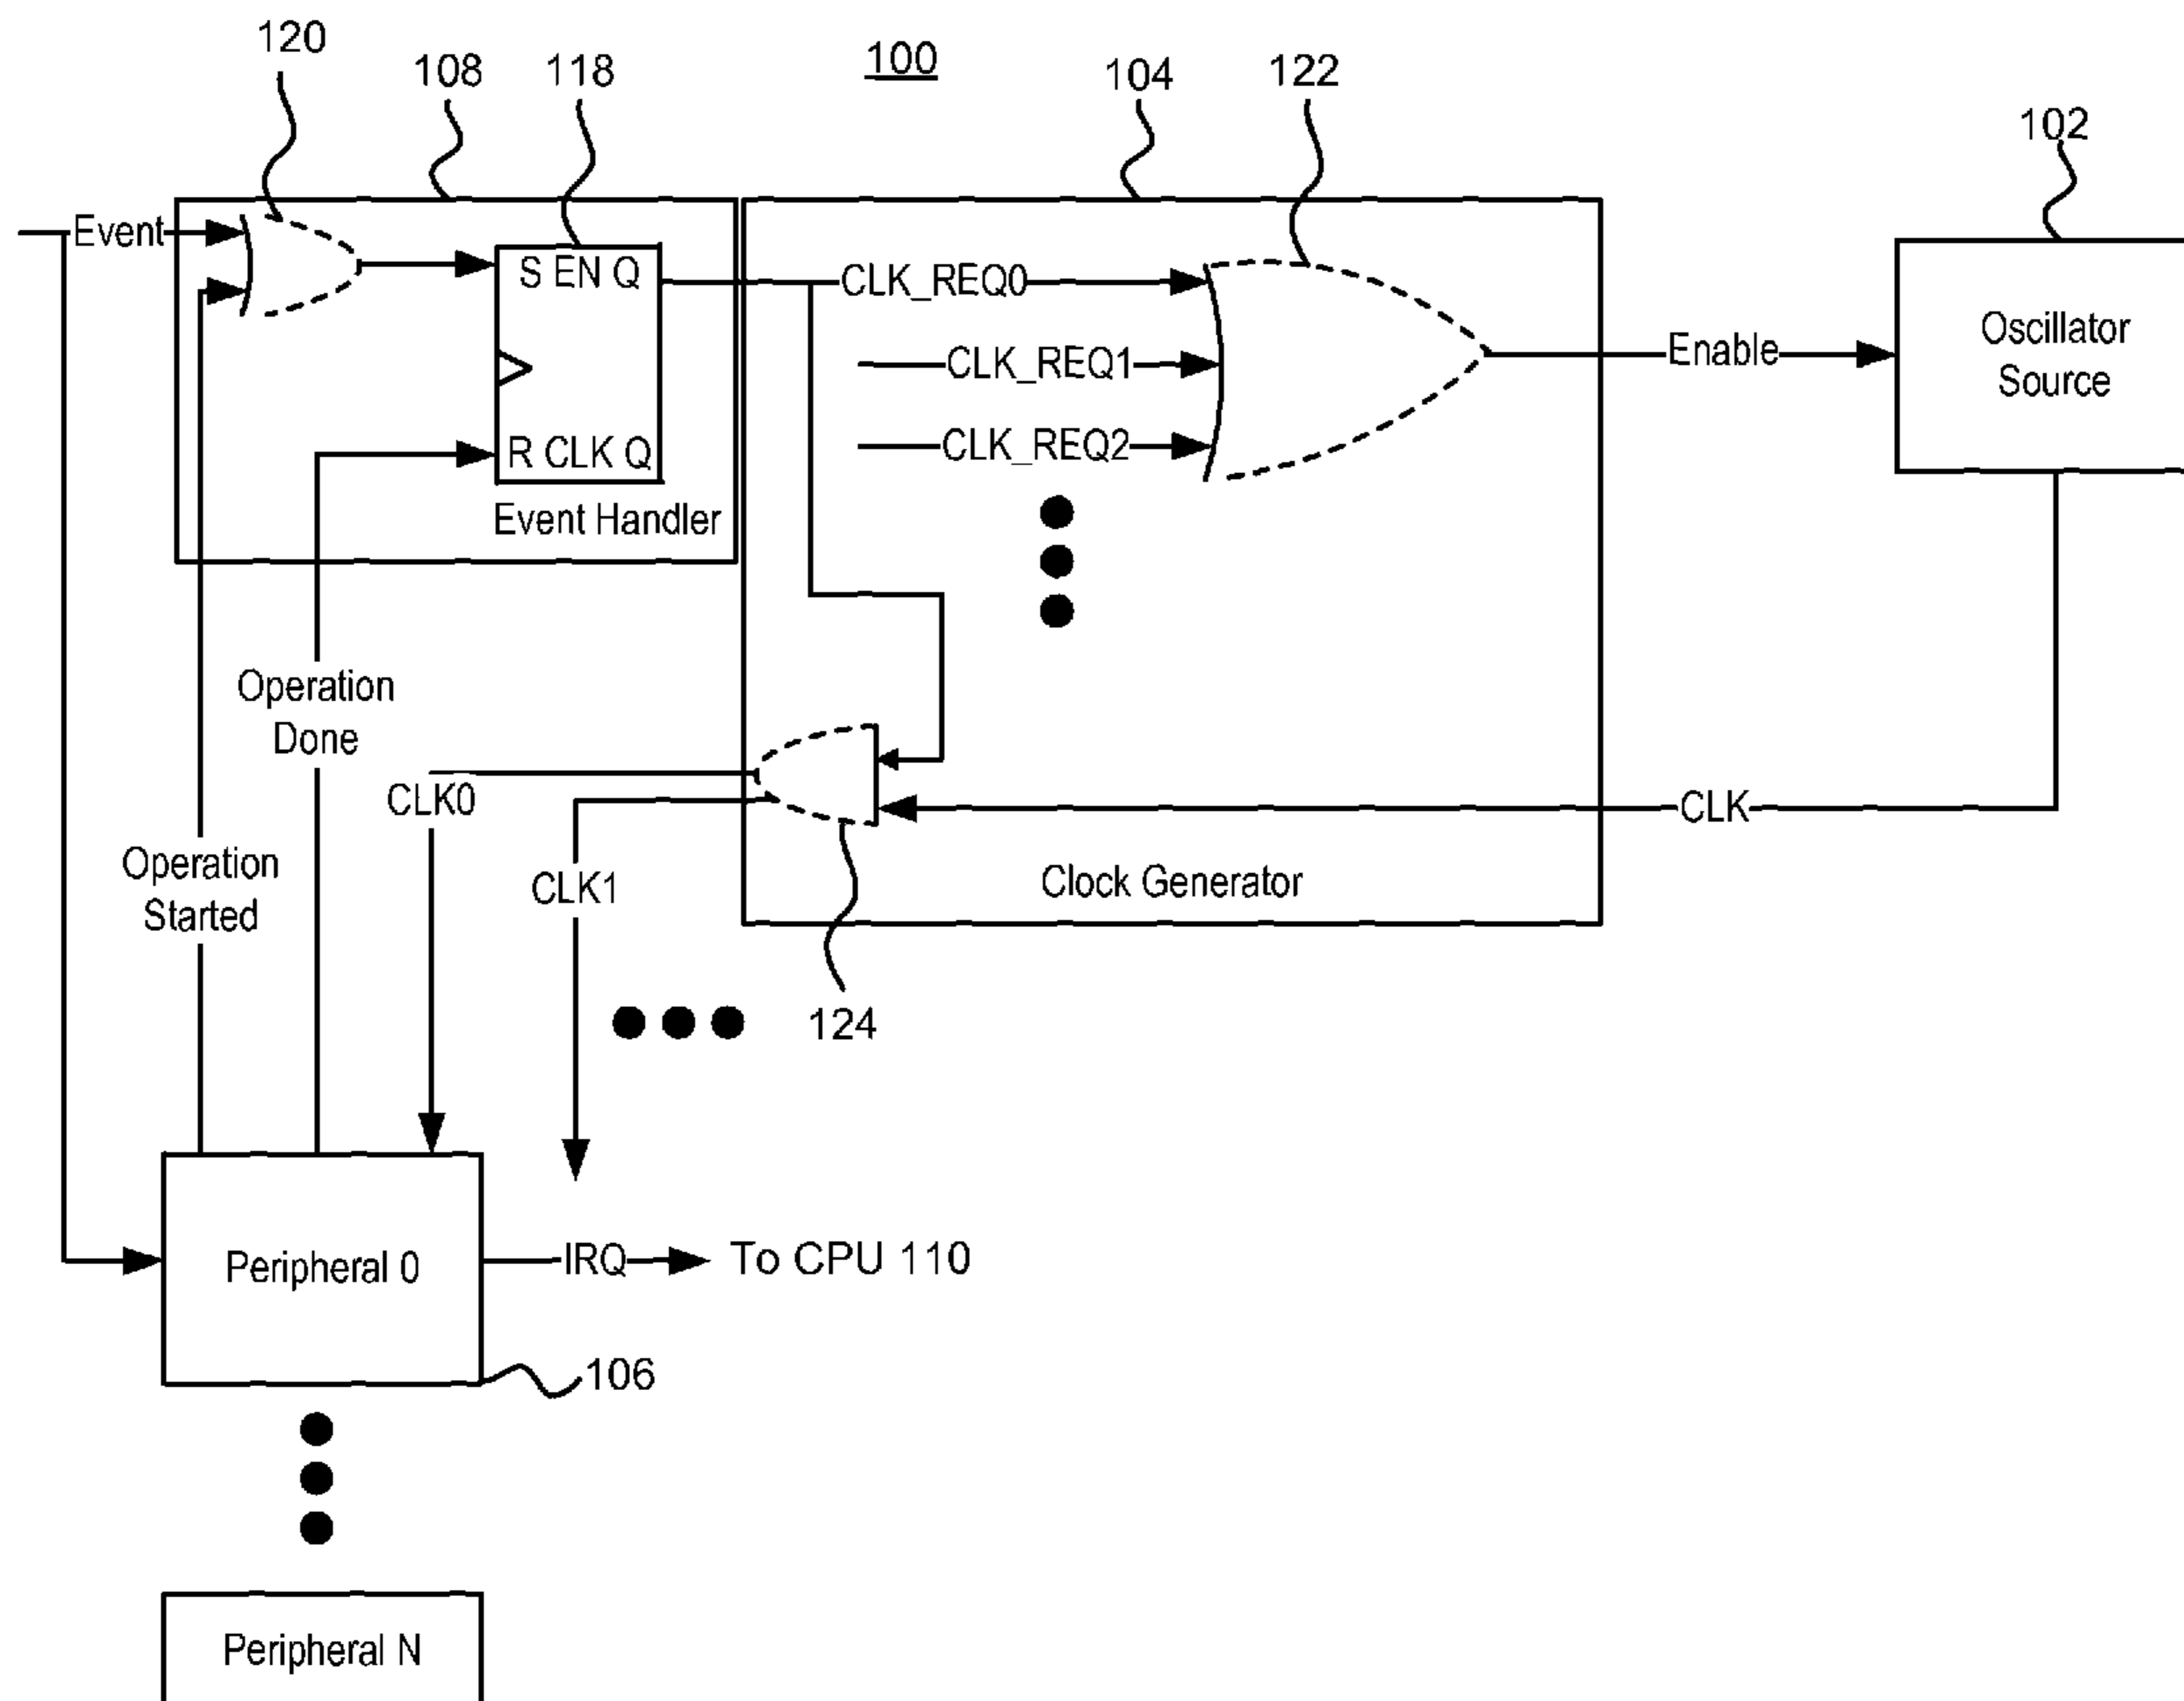 120
108
118
100
104
122
102
Event
S EN Q
R CLK Q
Event Handler
CLK_REQ0
CLK_REQ1
CLK_REQ2
Enable
Oscillator
Source
Operation
Done
CLK0
CLK
Operation
Started
CLK1
Clock Generator
124
Peripheral 0
IRQ
To CPU 110
106
Peripheral N